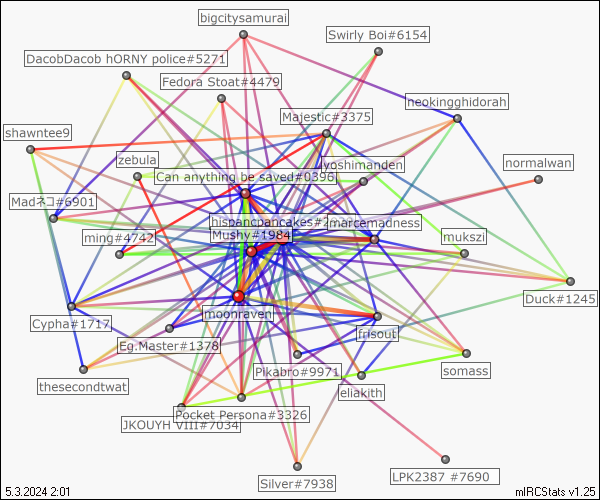 bigcitysamurai
Swirly Boi#6154
DacobDacob hORNY police#5271
Fedora Stoat#4479
neokingghidorah
Majestic#3375
shawntee9
zebula
yoshimanden
normalwan
Can anything be saved#0396
Madネコ#6901
hispancpancakes#2
marcemadness
Mushy#1984
ming#4742
mukszi
Duck#1245
moonraven
Cypha#1717
frisout
Eg.Master#1378
Pikabro#9971
somass
thesecondtwat
eliakith
Pocket Persona#3326
JKOUYH VIII#7034
LPK2387 #7690
Silver#7938
5.3.2024 2:01
mIRCStats v1.25